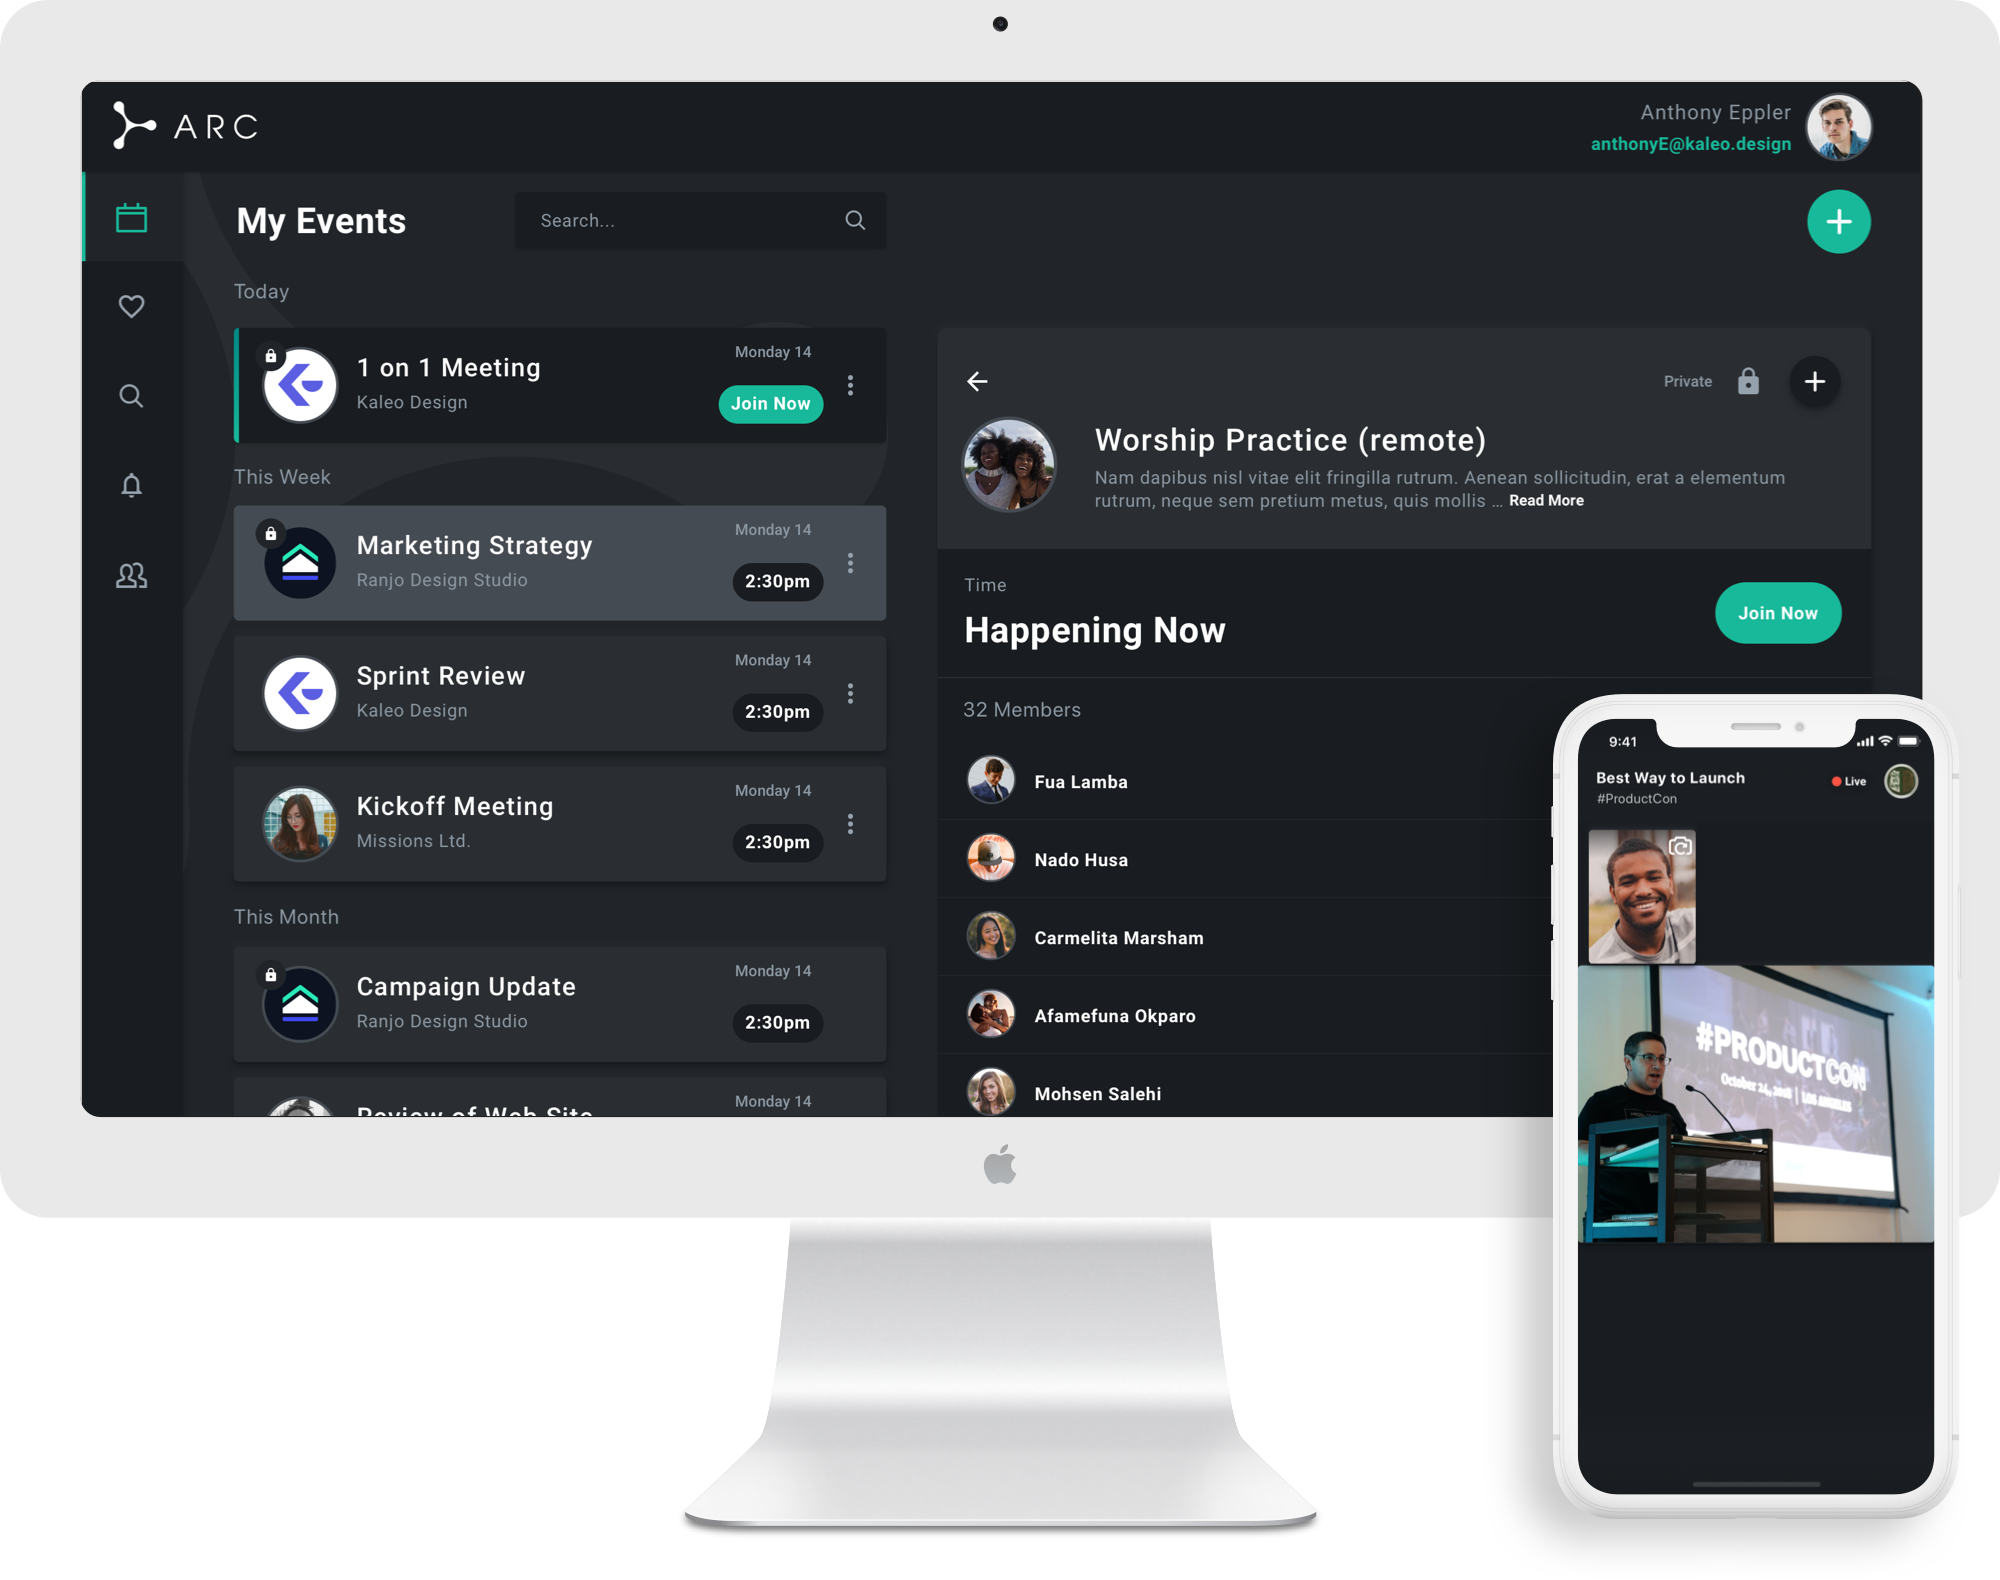 ARC
Anthony Eppler
anthonyE@kaleo.design
My Events
Search...
Today
1 on 1 Meeting
Kaleo Design
Monday 14
Join Now
This Week
Marketing Strategy
Ranjo Design Studio
Monday 14
2:30pm
Sprint Review
Kaleo Design
Monday 14
2:30pm
Kickoff Meeting
Missions Ltd.
Monday 14
2:30pm
This Month
Campaign Update
Ranjo Design Studio
Monday 14
2:30pm
Review of Web Site
Monday 14
Private
Worship Practice (remote)
Nam dapibus nisl vitae elit fringilla rutrum. Aenean sollicitudin, erat a elementum
rutrum, neque sem pretium metus, quis mollis ... Read More
Time
Happening Now
Join Now
32 Members
Fua Lamba
Nado Husa
Carmelita Marsham
Afamefuna Okparo
Mohsen Salehi
9:41
Best Way to Launch
#ProductCon
Live
#PRODUCTCON
October 24, 2018 | LOS ANGELES